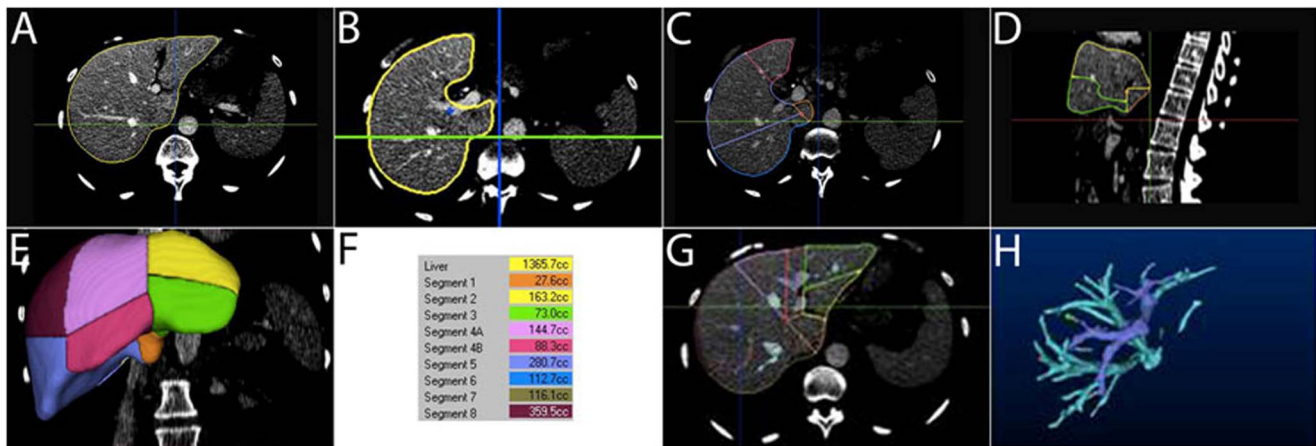 A
B
C
D
E
F
Liver 1365.7cc
Segment 1 27.6cc
Segment 2 163.2cc
Segment 3 73.0cc
Segment 4A 144.7cc
Segment 4B 88.3cc
Segment 5 280.7cc
Segment 6 112.7cc
Segment 7 116.1cc
Segment 8 359.5cc
G
H